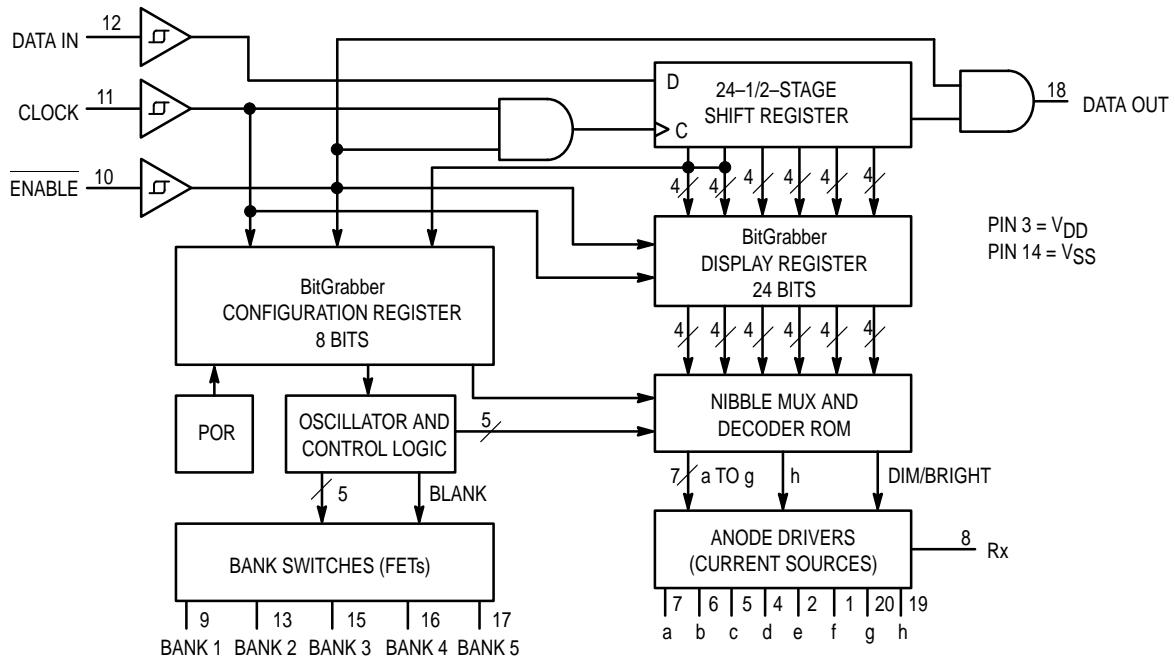 12
DATA IN
11
CLOCK
10
ENABLE
D
C
24–1/2–STAGE
SHIFT REGISTER
18
DATA OUT
4 4 4 4 4 4
PIN 3 = VDD
PIN 14 = VSS
BitGrabber
CONFIGURATION REGISTER
8 BITS
BitGrabber
DISPLAY REGISTER
24 BITS
4 4 4 4 4 4
POR
OSCILLATOR AND
CONTROL LOGIC
5
NIBBLE MUX AND
DECODER ROM
5
BLANK
7 a TO g
h
DIM/BRIGHT
BANK SWITCHES (FETs)
ANODE DRIVERS
(CURRENT SOURCES)
8
Rx
9 13 15 16 17
BANK 1 BANK 2 BANK 3 BANK 4 BANK 5
7 6 5 4 2 1 20 19
a b c d e f g h